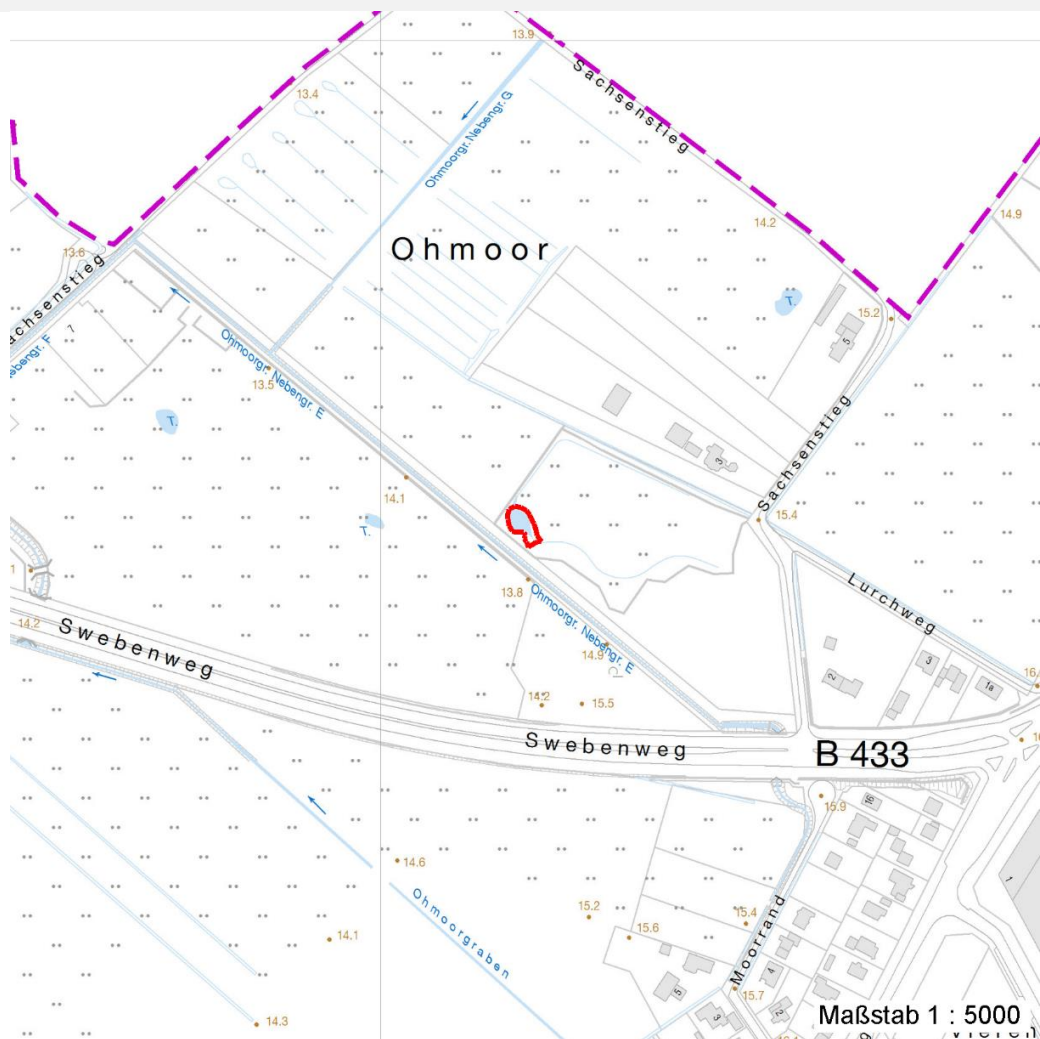 13.9
Sachsenstieg
13.4
Ohmoorgr. Nebengr. G
14.9
14.2
Ohmoor
13.6
Sachsenstieg
T.
15.2
5
7
Ohmoorgr. Nebengr. E
13.5
T.
3
Sachsenstieg
14.1
15.4
T.
13.8
Lurchweg
14.2
Swebenweg
Ohmoorgr. Nebengr. E
14.9
3
2
1a
14.2
15.5
Swebenweg
B 433
15.9
16
14.6
1
Ohmoorgraben
15.2
15.4
15.6
14.1
Moorrand
4
5
15.7
2
3
14.3
Maßstab 1 : 5000